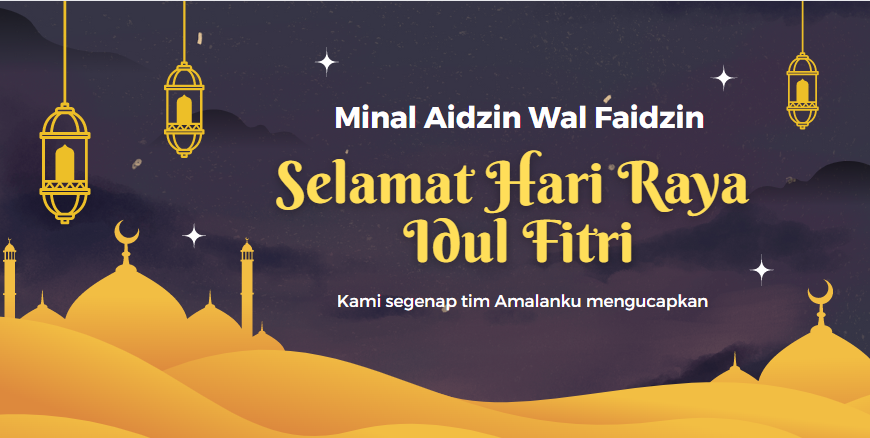 Minal Aidzin Wal Faidzin
Selamat Hari Raya
Idul Fitri
Kami segenap tim Amalanku mengucapkan